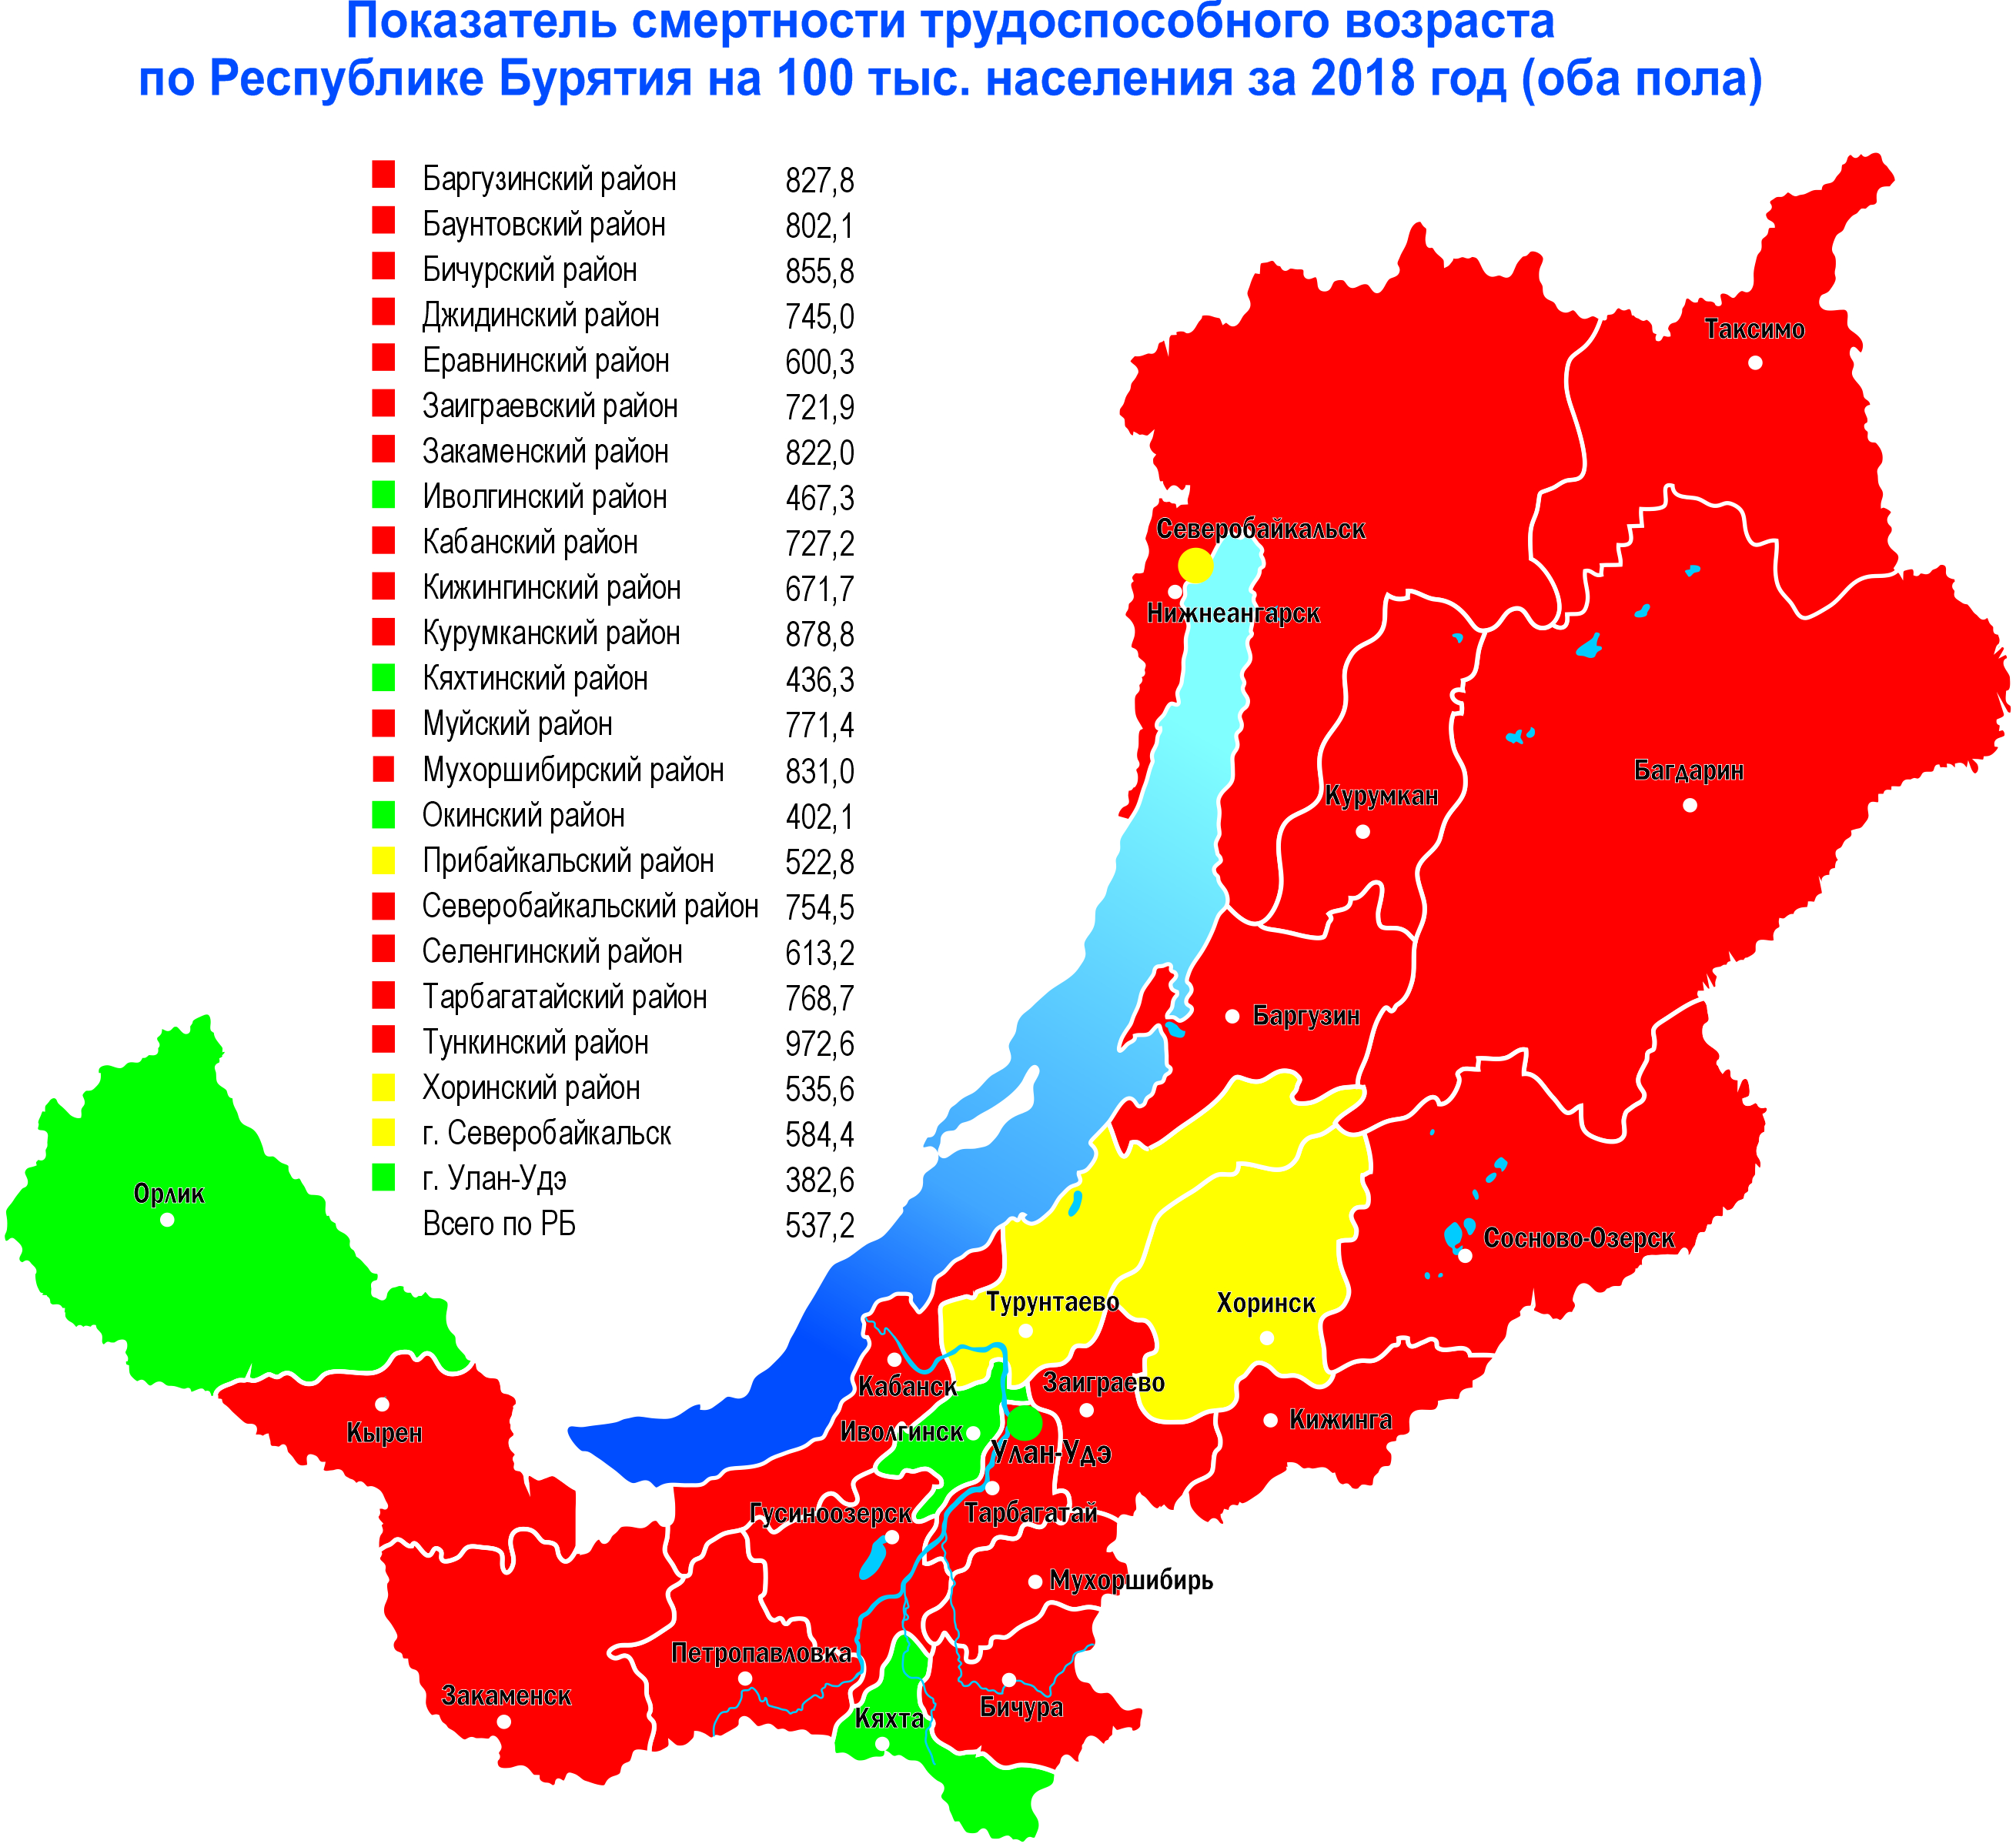 Показатель смертности трудоспособного возраста
по Республике Бурятия на 100 тыс. населения за 2018 год (оба пола)
Баргузинский район 827,8
Баунтовский район 802,1
Бичурский район 855,8
Джидинский район 745,0
Еравнинский район 600,3
Заиграевский район 721,9
Закаменский район 822,0
Иволгинский район 467,3
Кабанский район 727,2
Кижингинский район 671,7
Курумканский район 878,8
Кяхтинский район 436,3
Муйский район 771,4
Мухоршибирский район 831,0
Окинский район 402,1
Прибайкальский район 522,8
Северобайкальский район 754,5
Селенгинский район 613,2
Тарбагатайский район 768,7
Тункинский район 972,6
Хоринский район 535,6
г. Северобайкальск 584,4
г. Улан-Удэ 382,6
Всего по РБ 537,2
Таксимо
Северобайкальск
Нижнеангарск
Багдарин
Курумкан
Баргузин
Орлик
Сосново-Озерск
Турунтаево
Хоринск
Заиграево
Кабанск
Кижинга
Иволгинск
Кырен
Улан-Удэ
Гусиноозерск
Тарбагатай
Мухоршибирь
Петропавловка
Закаменск
Бичура
Кяхта